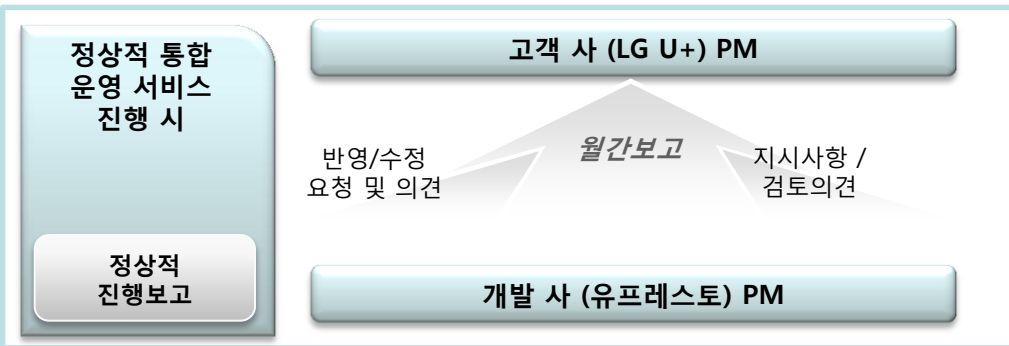 정상적 통합
운영 서비스
진행 시
정상적
진행보고
고객 사 (LG U+) PM
월간보고
반영/수정
요청 및 의견
지시사항 /
검토의견
개발 사 (유프레스토) PM